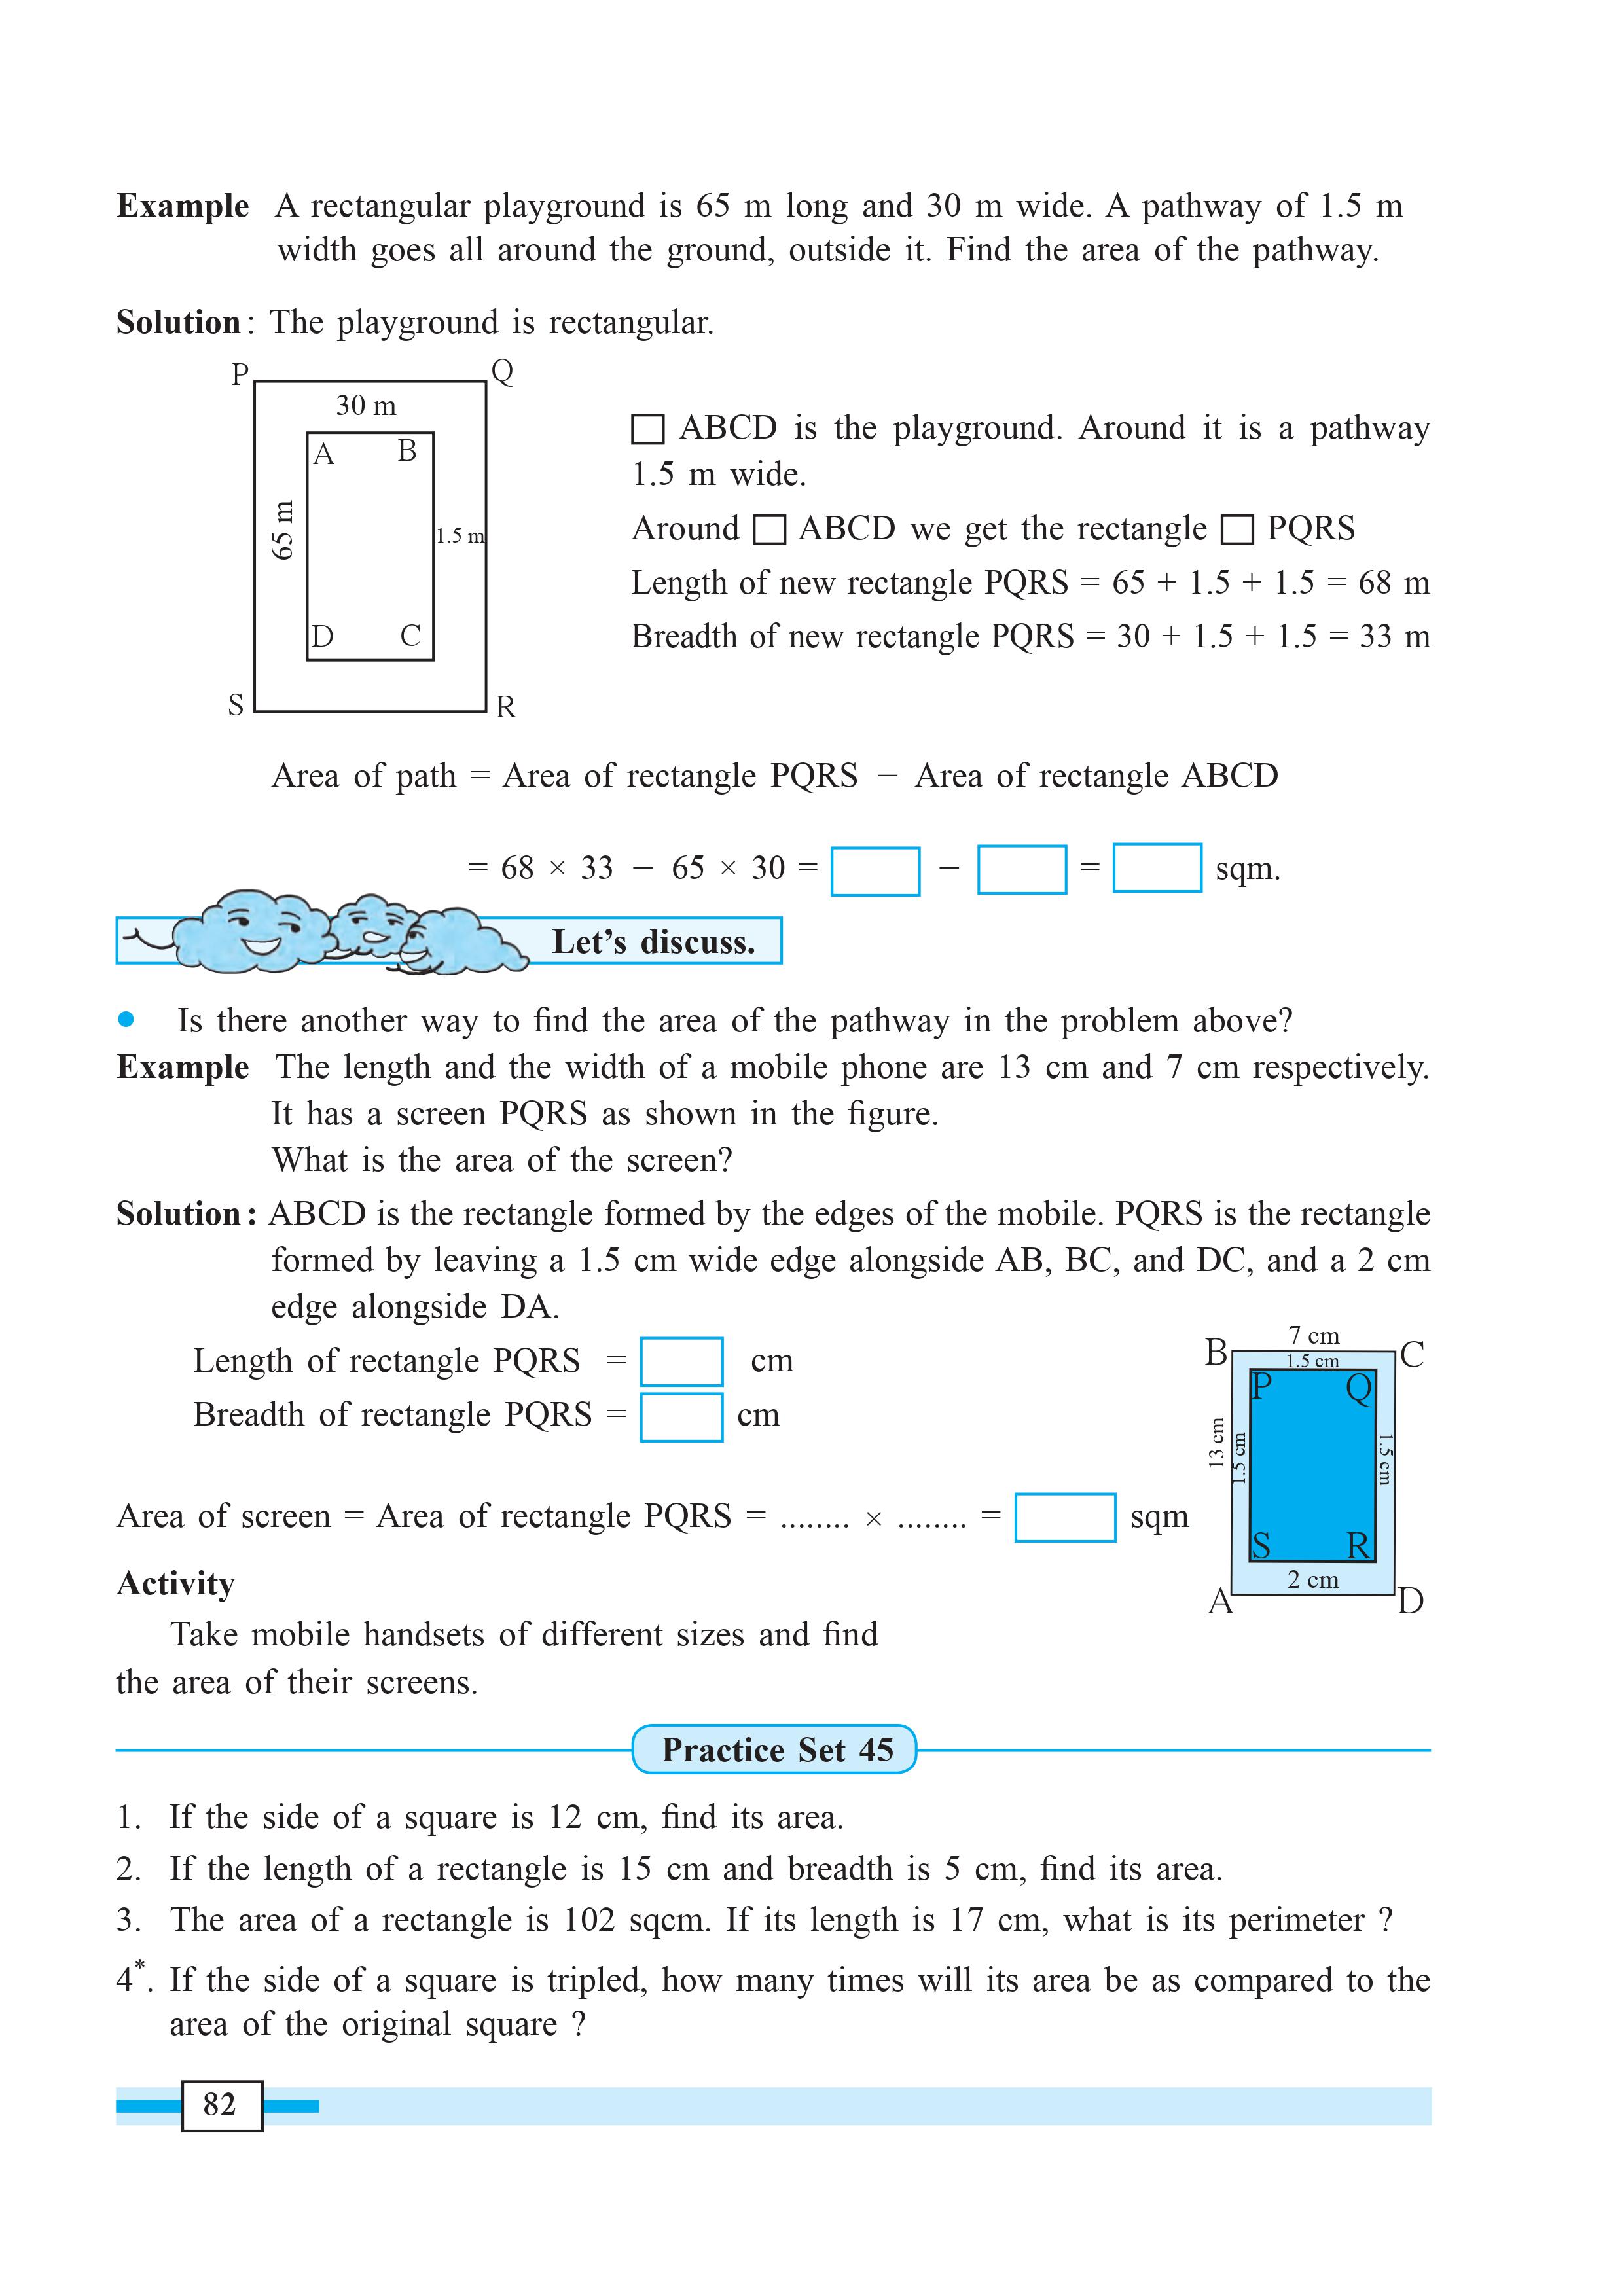 Example A rectangular playground is 65 m long and 30 m wide. A pathway of 1.5 m
width goes all around the ground, outside it. Find the area of the pathway.
Solution : The playground is rectangular.
P
Q
30 m
A
B
65 m
1.5 m
D
C
S
R
□ ABCD is the playground. Around it is a pathway
1.5 m wide.
Around □ ABCD we get the rectangle □ PQRS
Length of new rectangle PQRS = 65 + 1.5 + 1.5 = 68 m
Breadth of new rectangle PQRS = 30 + 1.5 + 1.5 = 33 m
Area of path = Area of rectangle PQRS − Area of rectangle ABCD
= 68 × 33 − 65 × 30 = □ − □ = □ sqm.
Let's discuss.
• Is there another way to find the area of the pathway in the problem above?
Example The length and the width of a mobile phone are 13 cm and 7 cm respectively.
It has a screen PQRS as shown in the figure.
What is the area of the screen?
Solution : ABCD is the rectangle formed by the edges of the mobile. PQRS is the rectangle
formed by leaving a 1.5 cm wide edge alongside AB, BC, and DC, and a 2 cm
edge alongside DA.
Length of rectangle PQRS = □ cm
Breadth of rectangle PQRS = □ cm
7 cm
B
C
1.5 cm
P
Q
13 cm
1.5 cm
1.5 cm
S
R
2 cm
A
D
Area of screen = Area of rectangle PQRS = ........ × ........ = □ sqm
Activity
Take mobile handsets of different sizes and find
the area of their screens.
Practice Set 45
1. If the side of a square is 12 cm, find its area.
2. If the length of a rectangle is 15 cm and breadth is 5 cm, find its area.
3. The area of a rectangle is 102 sqcm. If its length is 17 cm, what is its perimeter ?
4*. If the side of a square is tripled, how many times will its area be as compared to the
area of the original square ?
82